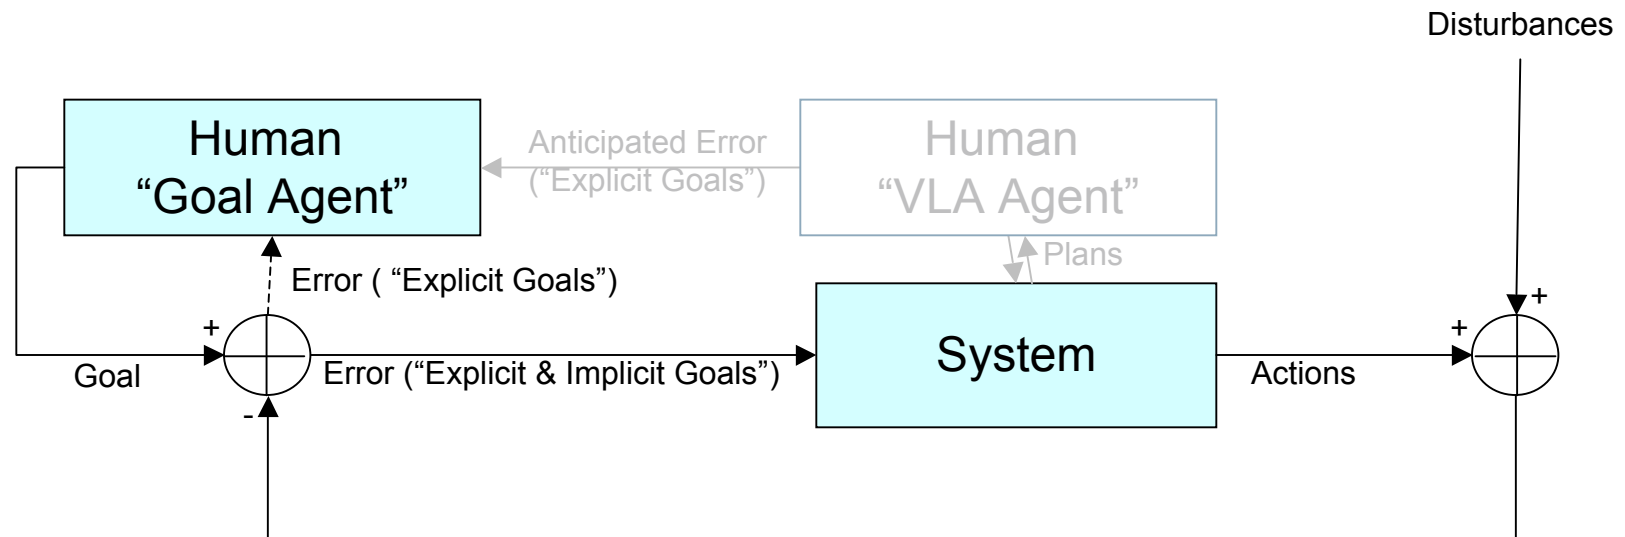 Disturbances
Human
“Goal Agent”
Anticipated Error
(“Explicit Goals”)
Human
“VLA Agent”
Plans
Error ( “Explicit Goals”)
+
+
+
Goal
Error (“Explicit & Implicit Goals”)
System
Actions
-